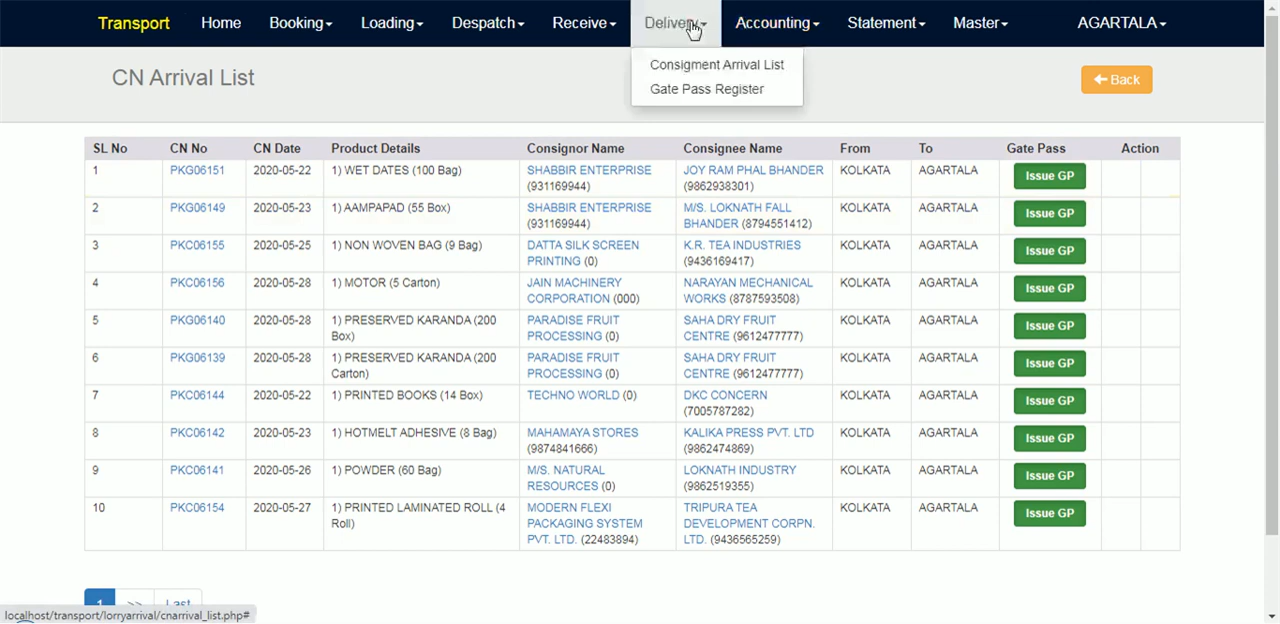 Transport Home Booking Loading Despatch Receive Delivery Accounting Statement Master AGARTALA
Consigment Arrival List
Gate Pass Register
CN Arrival List
Back
SL No CN No CN Date Product Details Consignor Name Consignee Name From To Gate Pass Action
1 PKG06151 2020-05-22 1) WET DATES (100 Bag) SHABBIR ENTERPRISE JOY RAM PHAL BHANDER KOLKATA AGARTALA Issue GP
(931169944) (9862938301)
2 PKG06149 2020-05-23 1) AAMPAPAD (55 Box) SHABBIR ENTERPRISE M/S. LOKNATH FALL KOLKATA AGARTALA Issue GP
(931169944) BHANDER (8794551412)
3 PKC06155 2020-05-25 1) NON WOVEN BAG (9 Bag) DATTA SILK SCREEN K.R. TEA INDUSTRIES KOLKATA AGARTALA Issue GP
PRINTING (0) (9436169417)
4 PKC06156 2020-05-28 1) MOTOR (5 Carton) JAIN MACHINERY NARAYAN MECHANICAL KOLKATA AGARTALA Issue GP
CORPORATION (000) WORKS (8787593508)
5 PKG06140 2020-05-28 1) PRESERVED KARANDA (200 PARADISE FRUIT SAHA DRY FRUIT KOLKATA AGARTALA Issue GP
Box) PROCESSING (0) CENTRE (9612477777)
6 PKG06139 2020-05-28 1) PRESERVED KARANDA (200 PARADISE FRUIT SAHA DRY FRUIT KOLKATA AGARTALA Issue GP
Carton) PROCESSING (0) CENTRE (9612477777)
7 PKC06144 2020-05-22 1) PRINTED BOOKS (14 Box) TECHNO WORLD (0) DKC CONCERN KOLKATA AGARTALA Issue GP
(7005787282)
8 PKC06142 2020-05-23 1) HOTMELT ADHESIVE (8 Bag) MAHAMAYA STORES KALIKA PRESS PVT. LTD KOLKATA AGARTALA Issue GP
(9874841666) (9862474869)
9 PKC06141 2020-05-26 1) POWDER (60 Bag) M/S. NATURAL LOKNATH INDUSTRY KOLKATA AGARTALA Issue GP
RESOURCES (0) (9862519355)
10 PKC06154 2020-05-27 1) PRINTED LAMINATED ROLL (4 MODERN FLEXI TRIPURA TEA KOLKATA AGARTALA Issue GP
Roll) PACKAGING SYSTEM DEVELOPMENT CORPN.
PVT. LTD. (22483894) LTD. (9436565259)
1 >> Last
localhost/transport/lorryarrival/cnarrival_list.php#